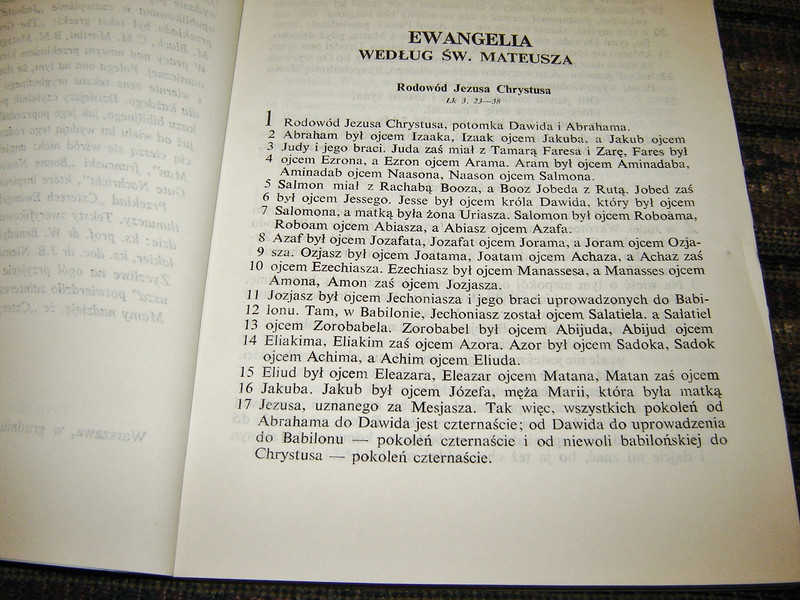 EWANGELIA
WEDŁUG ŚW. MATEUSZA
Rodowód Jezusa Chrystusa
Łk 3, 23—38
1 Rodowód Jezusa Chrystusa, potomka Dawida i Abrahama.
2 Abraham był ojcem Izaaka, Izaak ojcem Jakuba, a Jakub ojcem
3 Judy i jego braci. Juda zaś miał z Tamarą Faresa i Zarę, Fares był
4 ojcem Ezrona, a Ezron ojcem Arama. Aram był ojcem Aminadaba,
Aminadab ojcem Naasona, Naason ojcem Salmona.
5 Salmon miał z Rachabą Booza, a Booz Jobeda z Rutą. Jobed zaś
6 był ojcem Jessego. Jesse był ojcem króla Dawida, który był ojcem
7 Salomona, a matką była żona Uriasza. Salomon był ojcem Roboama,
Roboam ojcem Abiasza, a Abiasz ojcem Azafa.
8 Azaf był ojcem Jozafata, Jozafat ojcem Jorama, a Joram ojcem Ozja-
9 sza. Ozjasz był ojcem Joatama, Joatam ojcem Achaza, a Achaz zaś
10 ojcem Ezechiasza. Ezechiasz był ojcem Manassesa, a Manasses ojcem
Amona, Amon zaś ojcem Jozjasza.
11 Jozjasz był ojcem Jechoniasza i jego braci uprowadzonych do Babi-
12 lonu. Tam, w Babilonie, Jechoniasz został ojcem Salatiela. a Salatiel
13 ojcem Zorobabela. Zorobabel był ojcem Abijuda, Abijud ojcem
14 Eliakima, Eliakim zaś ojcem Azora. Azor był ojcem Sadoka, Sadok
ojcem Achima, a Achim ojcem Eliuda.
15 Eliud był ojcem Eleazara, Eleazar ojcem Matana, Matan zaś ojcem
16 Jakuba. Jakub był ojcem Józefa, męża Marii, która była matką
17 Jezusa, uznanego za Mesjasza. Tak więc, wszystkich pokoleń od
Abrahama do Dawida jest czternaście; od Dawida do uprowadzenia
do Babilonu — pokoleń czternaście i od niewoli babilońskiej do
Chrystusa — pokoleń czternaście.